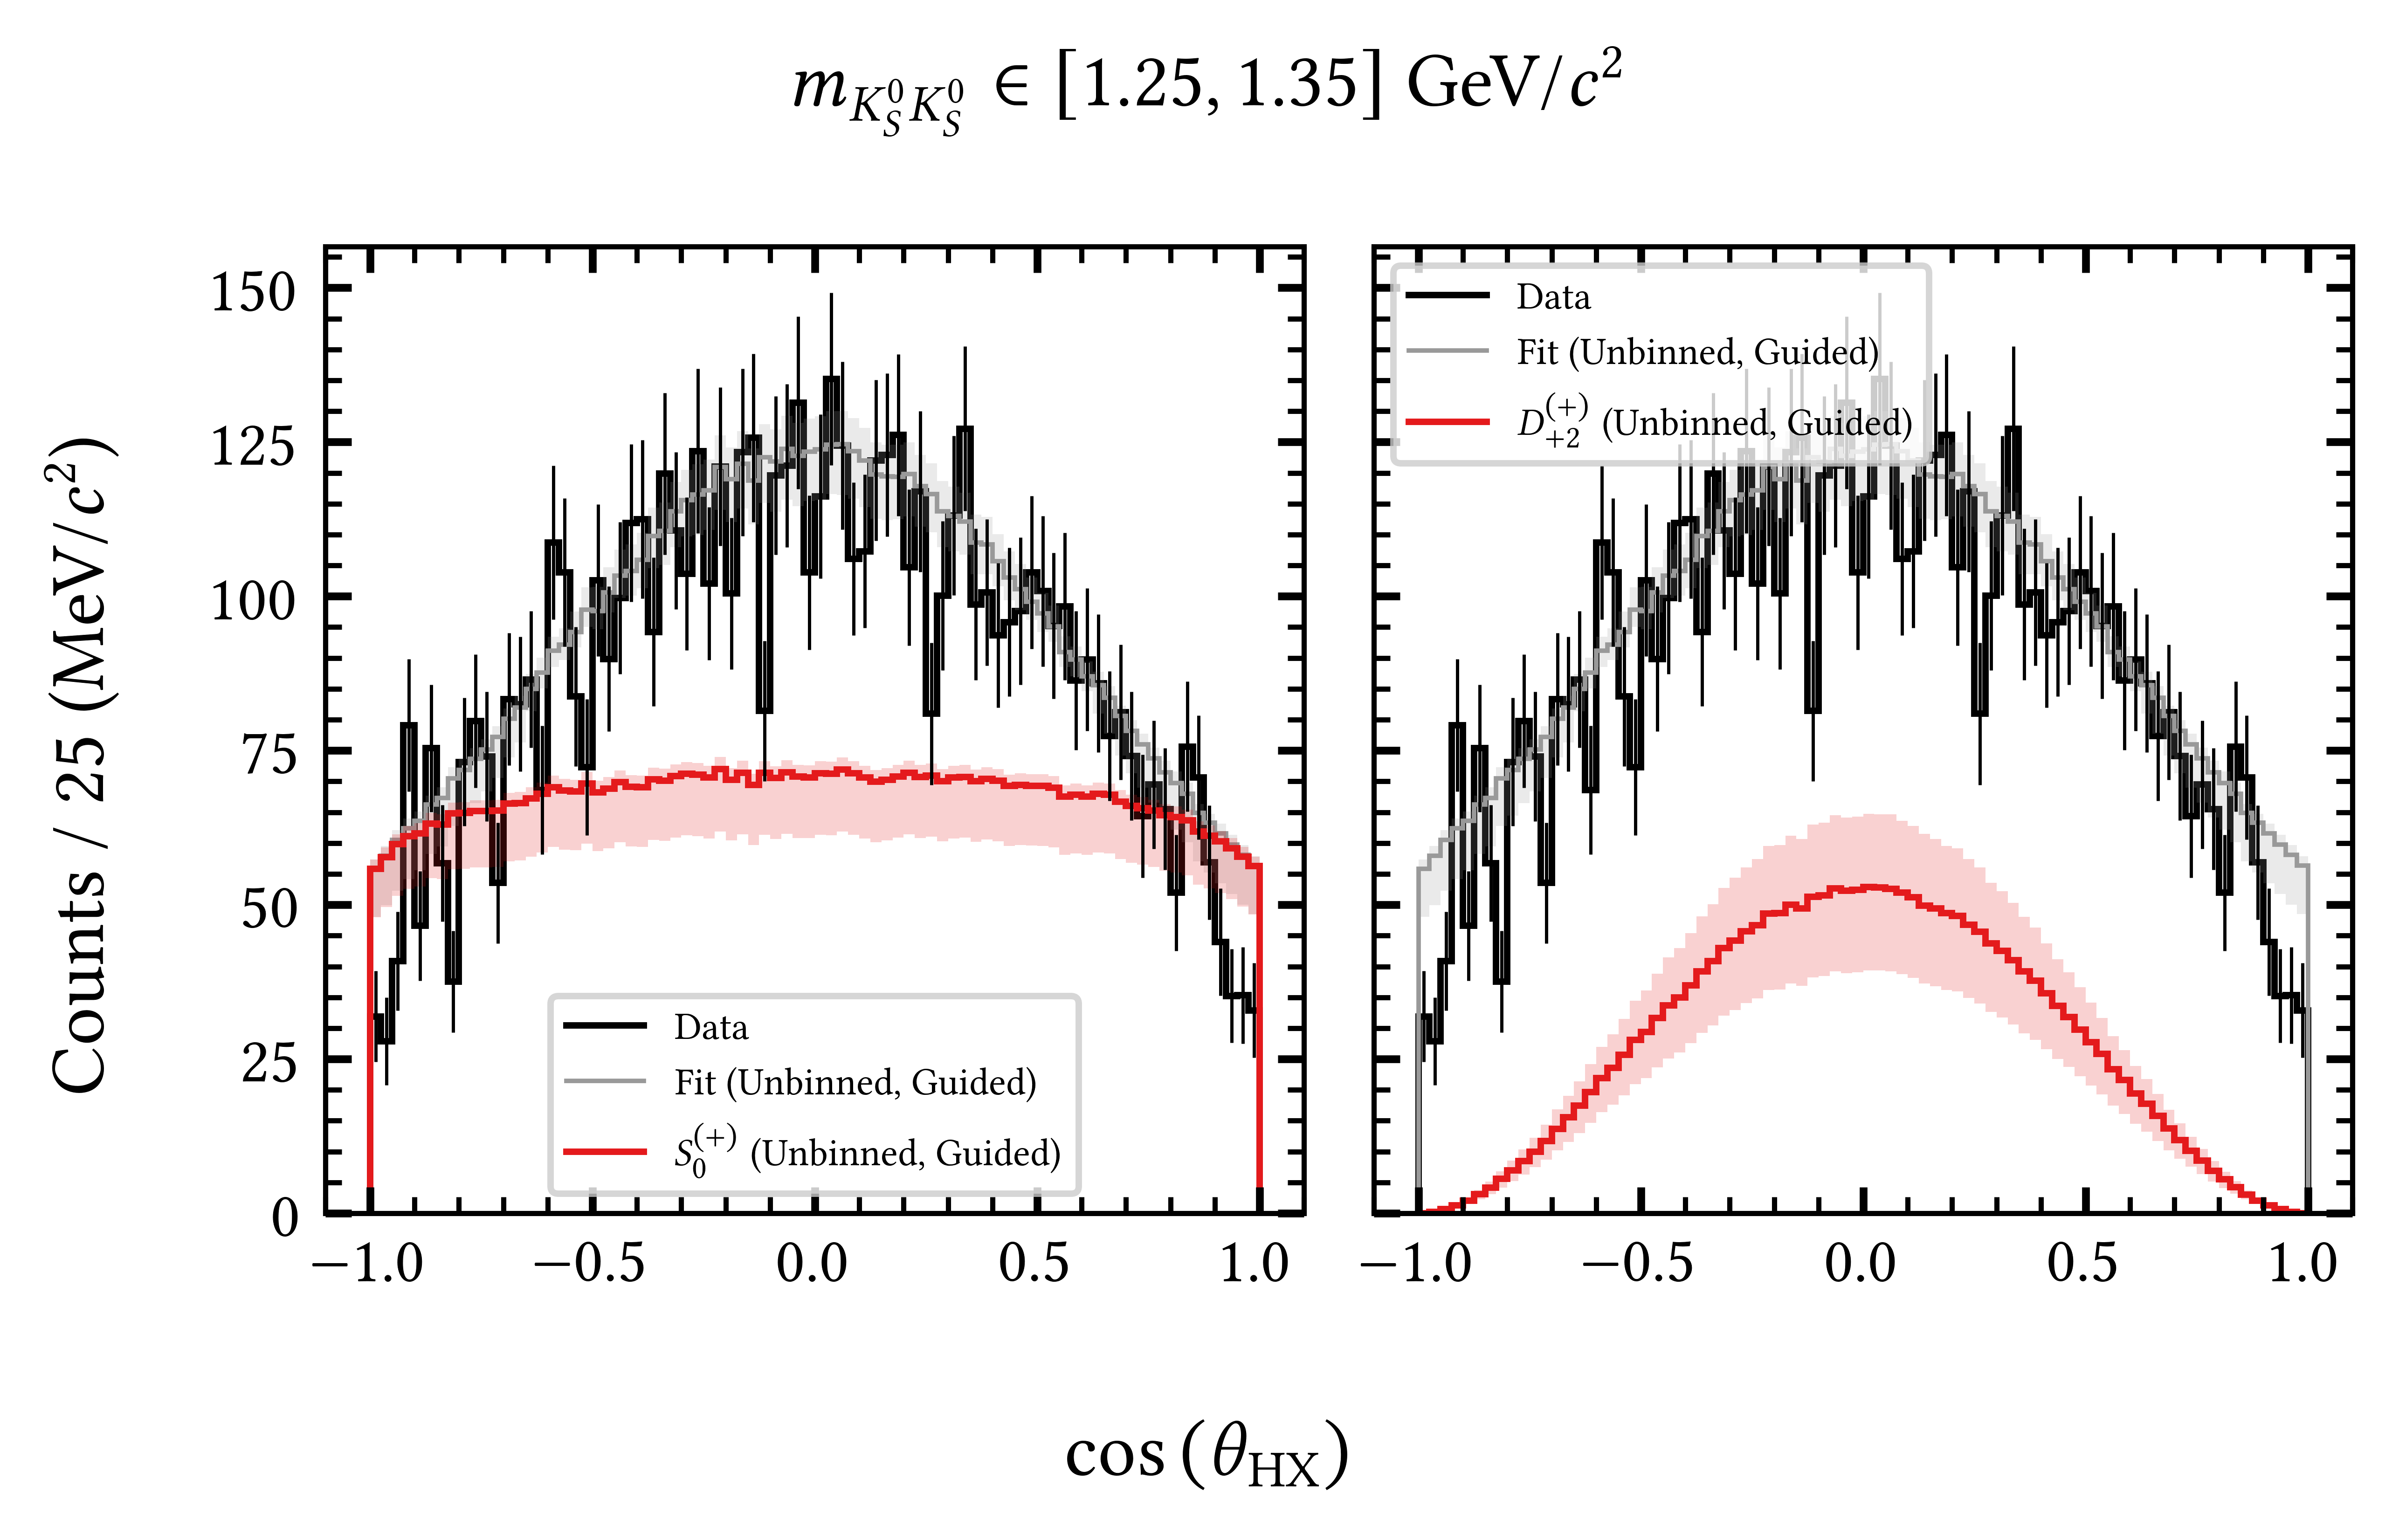 m_{K_S^0 K_S^0} ∈ [1.25, 1.35] GeV/c²
Counts / 25 (MeV/c²)
150
125
100
75
50
25
0
Data
Fit (Unbinned, Guided)
S_0^{(+)} (Unbinned, Guided)
−1.0 −0.5 0.0 0.5 1.0
Data
Fit (Unbinned, Guided)
D_{+2}^{(+)} (Unbinned, Guided)
−1.0 −0.5 0.0 0.5 1.0
cos (θ_{HX})